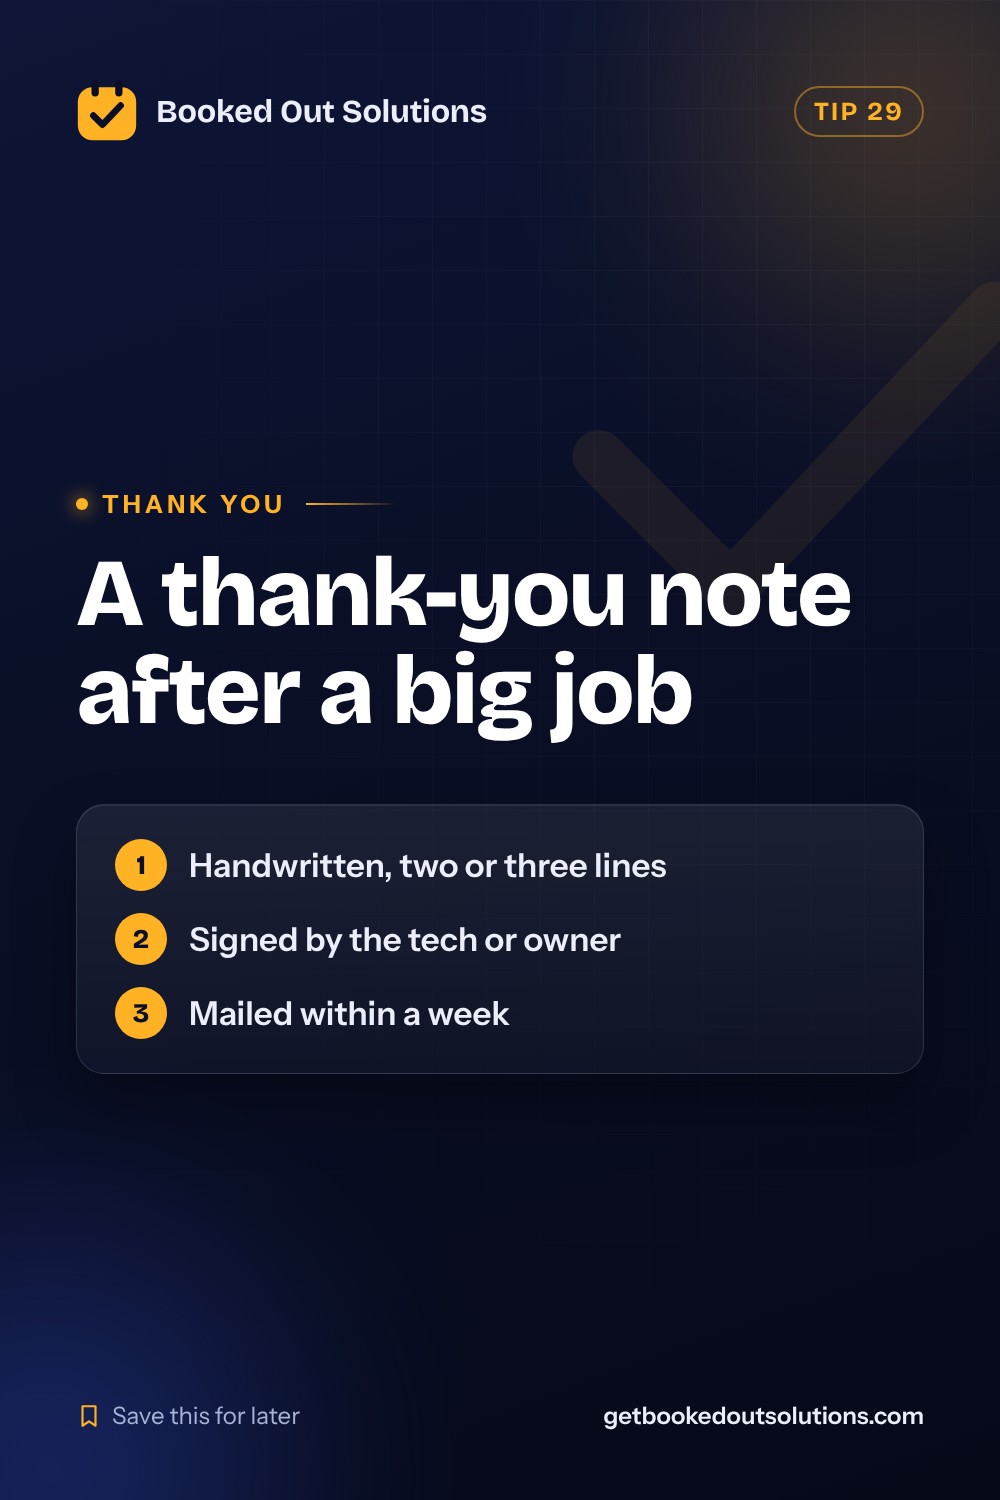 Booked Out Solutions
TIP 29
THANK YOU
A thank-you note
after a big job
1 Handwritten, two or three lines
2 Signed by the tech or owner
3 Mailed within a week
Save this for later
getbookedoutsolutions.com